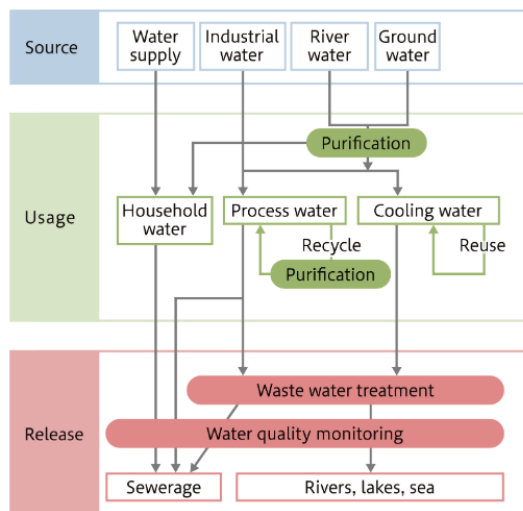 Source
Water
supply
Industrial
water
River
water
Ground
water
Usage
Purification
Household
water
Process water
Cooling water
Recycle
Reuse
Purification
Release
Waste water treatment
Water quality monitoring
Sewerage
Rivers, lakes, sea